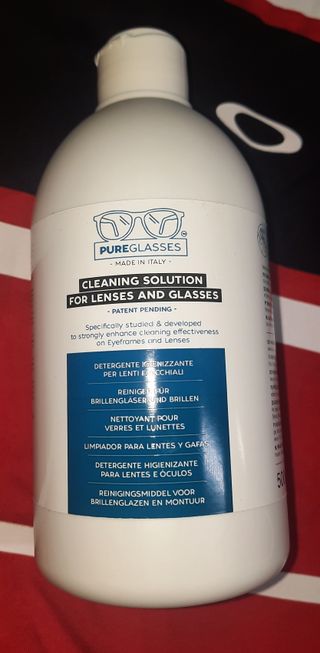 PUREGLASSES
- MADE IN ITALY -
CLEANING SOLUTION
FOR LENSES AND GLASSES
- PATENT PENDING -
Specifically studied & developed
to strongly enhance cleaning effectiveness
on Eyeframes and Lenses
DETERGENTE IGIENIZZANTE
PER LENTI E OCCHIALI
REINIGER FÜR
BRILLENGLÄSER UND BRILLEN
NETTOYANT POUR
VERRES ET LUNETTES
LIMPIADOR PARA LENTES Y GAFAS
DETERGENTE HIGIENIZANTE
PARA LENTES E ÓCULOS
REINIGINGSMIDDEL VOOR
BRILLENGLAZEN EN MONTUUR